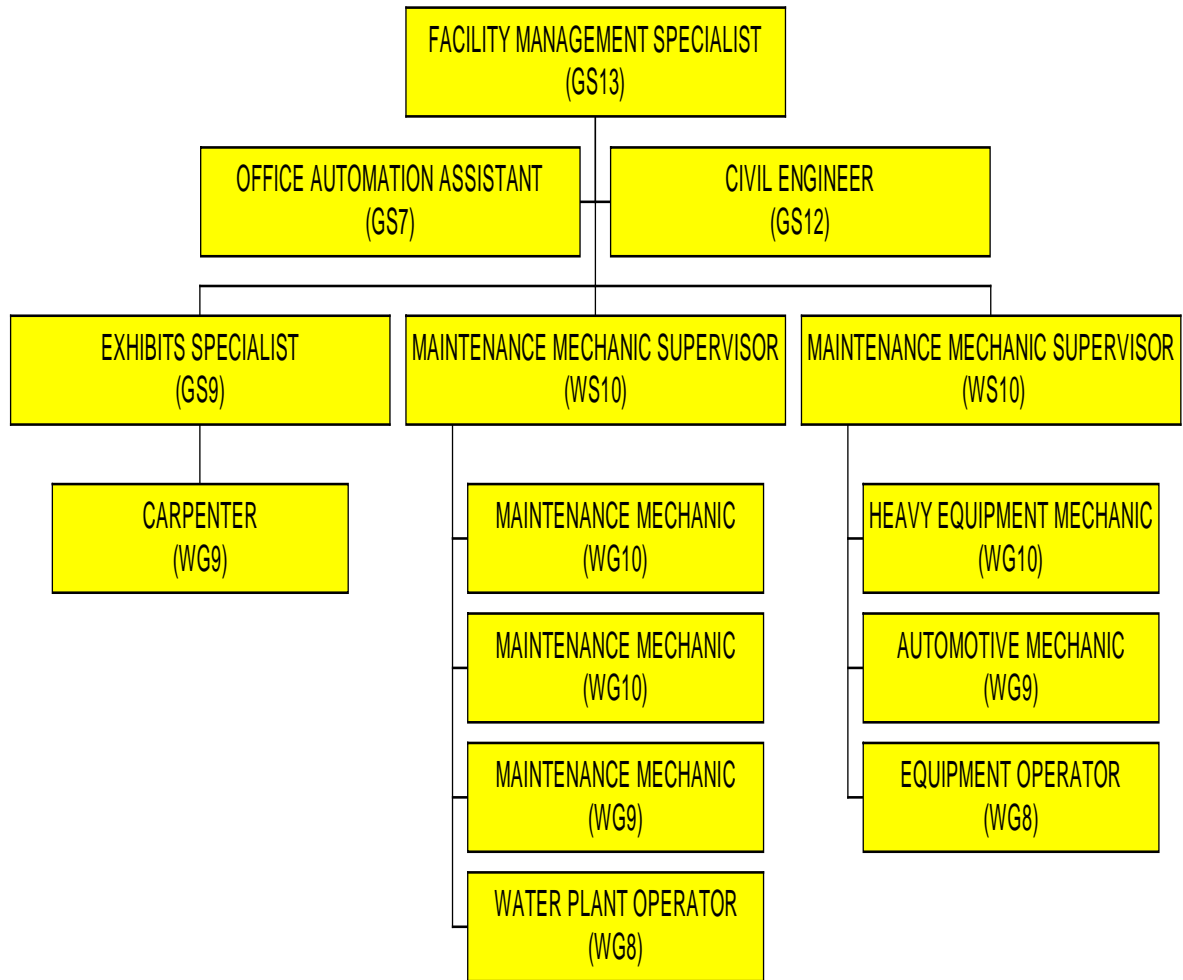 FACILITY MANAGEMENT SPECIALIST
(GS13)
OFFICE AUTOMATION ASSISTANT
(GS7)
CIVIL ENGINEER
(GS12)
EXHIBITS SPECIALIST
(GS9)
MAINTENANCE MECHANIC SUPERVISOR
(WS10)
MAINTENANCE MECHANIC SUPERVISOR
(WS10)
CARPENTER
(WG9)
MAINTENANCE MECHANIC
(WG10)
MAINTENANCE MECHANIC
(WG10)
MAINTENANCE MECHANIC
(WG9)
WATER PLANT OPERATOR
(WG8)
HEAVY EQUIPMENT MECHANIC
(WG10)
AUTOMOTIVE MECHANIC
(WG9)
EQUIPMENT OPERATOR
(WG8)